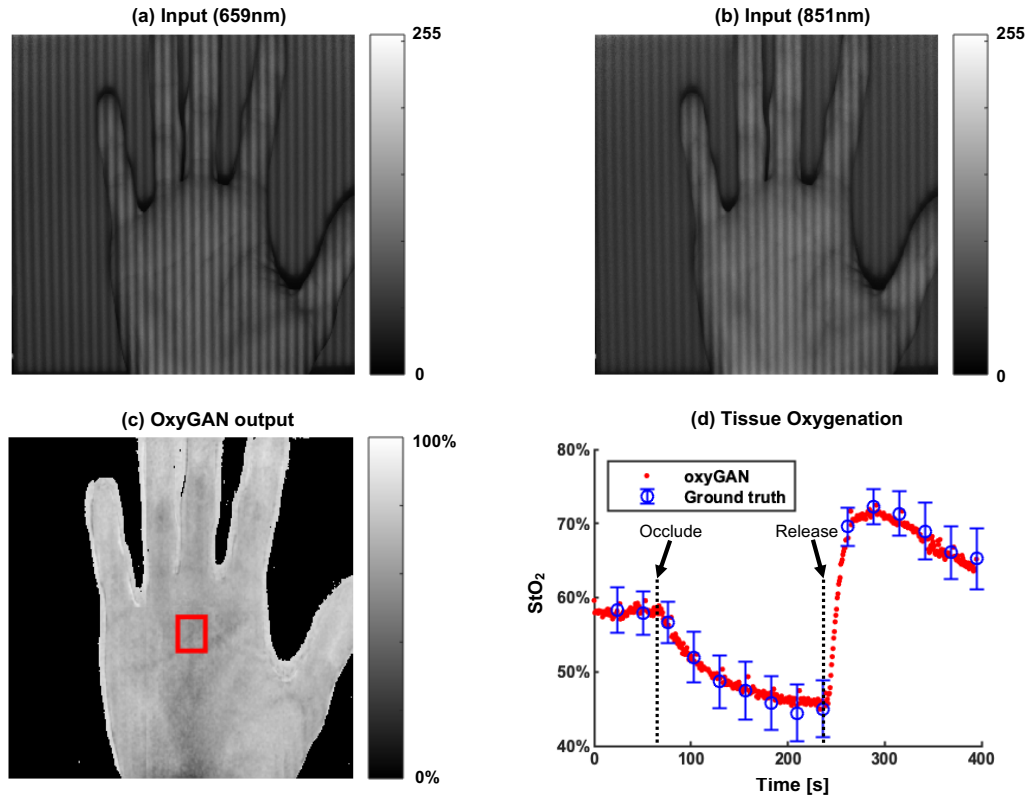 (a) Input (659nm)
255
0
(b) Input (851nm)
255
0
(c) OxyGAN output
100%
0%
(d) Tissue Oxygenation
80%
70%
60%
50%
40%
StO2
oxyGAN
Ground truth
Occlude
Release
0
100
200
300
400
Time [s]